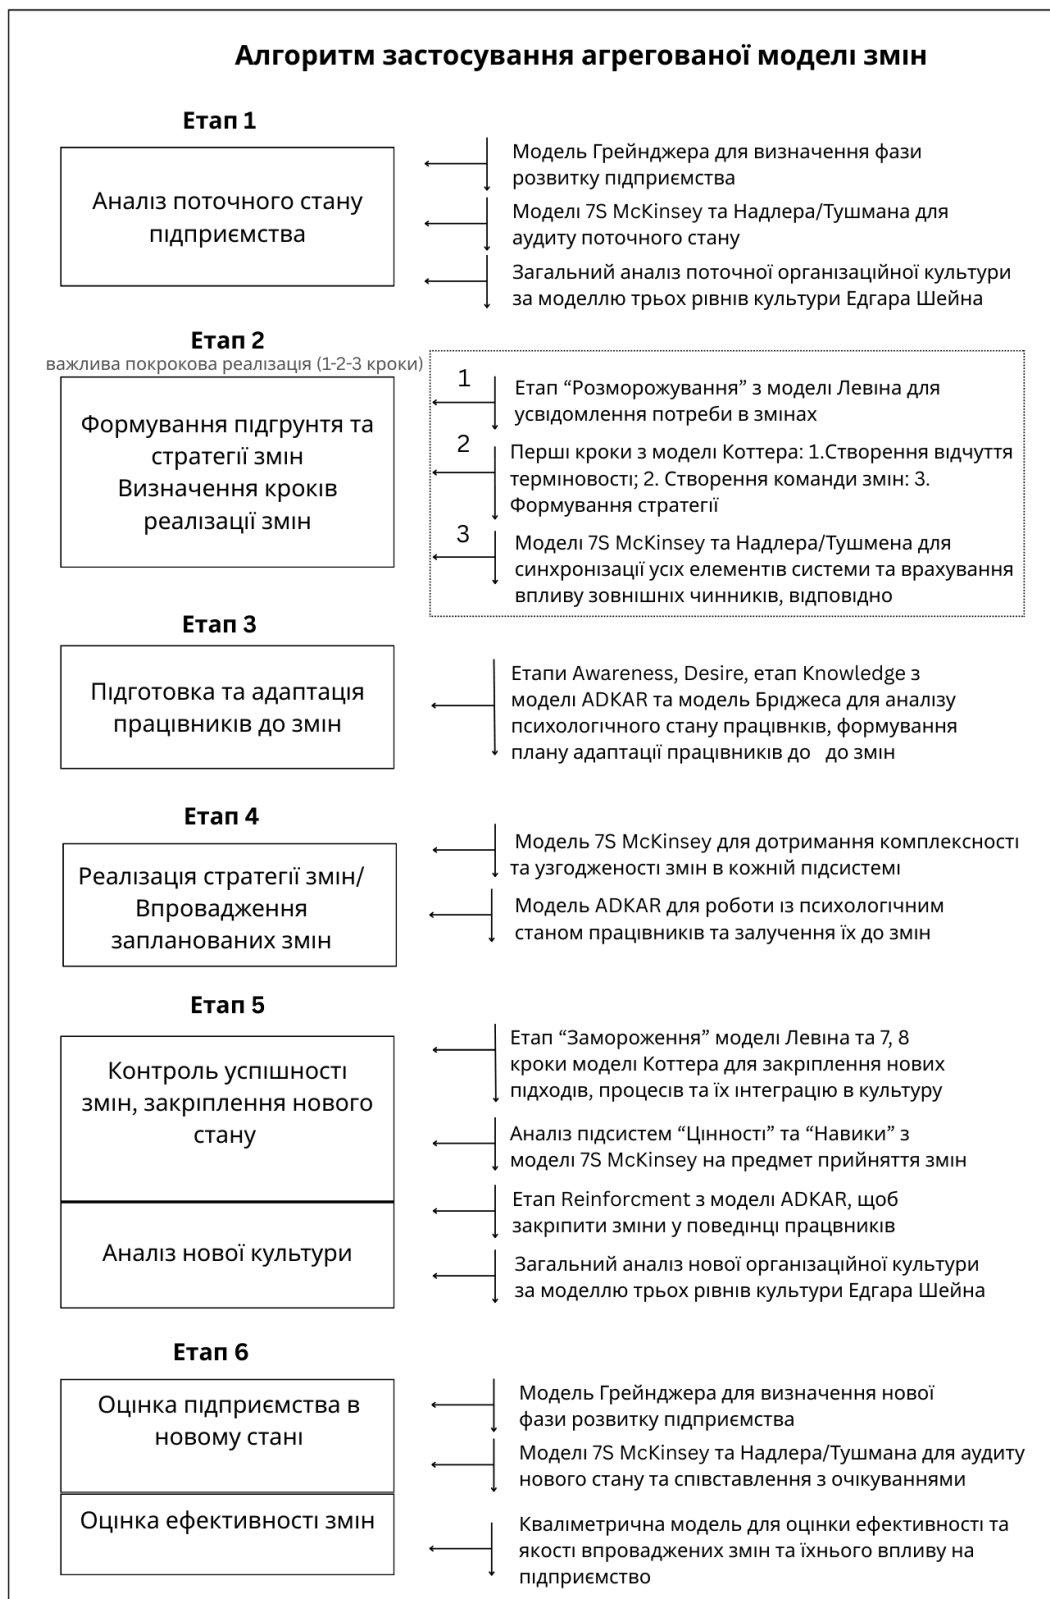 Алгоритм застосування агрегованої моделі змін
Етап 1
Аналіз поточного стану
підприємства
Модель Грейнджера для визначення фази
розвитку підприємства
Моделі 7S McKinsey та Надлера/Тушмана для
аудиту поточного стану
Загальний аналіз поточної організаційної культури
за моделлю трьох рівнів культури Едгара Шейна
Етап 2
важлива покрокова реалізація (1-2-3 кроки)
Формування підгрунтя та
стратегії змін
Визначення кроків
реалізації змін
1
Етап “Розморожування” з моделі Левіна для
усвідомлення потреби в змінах
2
Перші кроки з моделі Коттера: 1.Створення відчуття
терміновості; 2. Створення команди змін: 3.
Формування стратегії
3
Моделі 7S McKinsey та Надлера/Тушмена для
синхронізації усіх елементів системи та врахування
впливу зовнішніх чинників, відповідно
Етап 3
Підготовка та адаптація
працівників до змін
Етапи Awareness, Desire, етап Knowledge з
моделі ADKAR та модель Бріджеса для аналізу
психологічного стану працівнків, формування
плану адаптації працівників до до змін
Етап 4
Реалізація стратегії змін/
Впровадження
запланованих змін
Модель 7S McKinsey для дотримання комплексності
та узгодженості змін в кожній підсистемі
Модель ADKAR для роботи із психологічним
станом працівників та залучення їх до змін
Етап 5
Контроль успішності
змін, закріплення нового
стану
Етап “Замороження” моделі Левіна та 7, 8
кроки моделі Коттера для закріплення нових
підходів, процесів та їх інтеграцію в культуру
Аналіз підсистем “Цінності” та “Навики” з
моделі 7S McKinsey на предмет прийняття змін
Аналіз нової культури
Етап Reinforcment з моделі ADKAR, щоб
закріпити зміни у поведінці працвників
Загальний аналіз нової організаційної культури
за моделлю трьох рівнів культури Едгара Шейна
Етап 6
Оцінка підприємства в
новому стані
Модель Грейнджера для визначення нової
фази розвитку підприємства
Моделі 7S McKinsey та Надлера/Тушмана для аудиту
нового стану та співставлення з очікуваннями
Оцінка ефективності змін
Кваліметрична модель для оцінки ефективності та
якості впроваджених змін та їхнього впливу на
підприємство